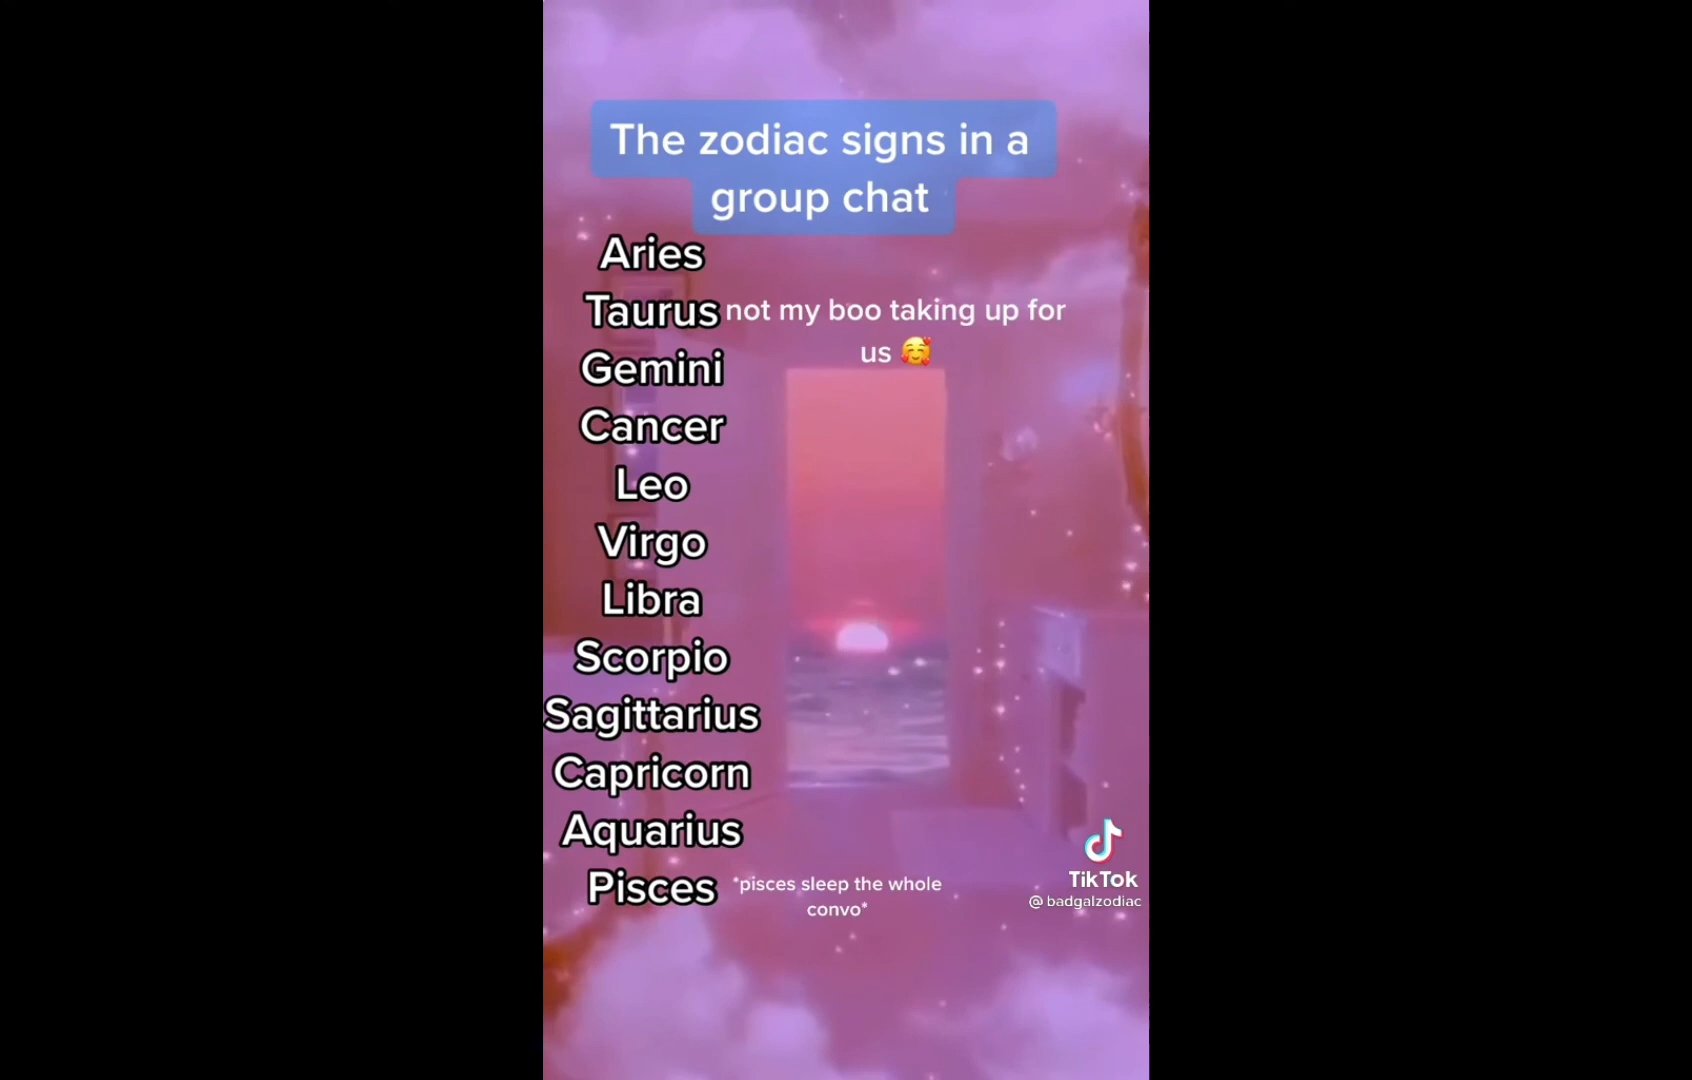 The zodiac signs in a
group chat
Aries
Taurus not my boo taking up for
us 🥰
Gemini
Cancer
Leo
Virgo
Libra
Scorpio
Sagittarius
Capricorn
Aquarius
Pisces *pisces sleep the whole
convo*
TikTok
@badgalzodiac